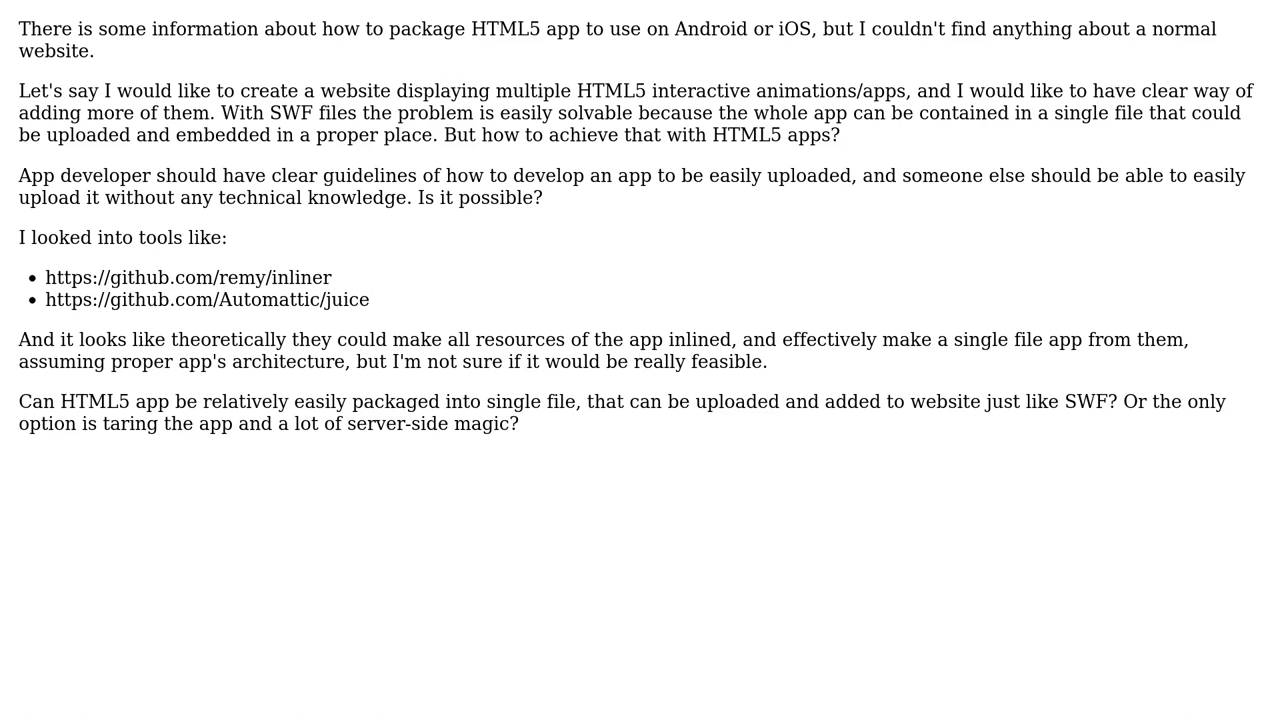 There is some information about how to package HTML5 app to use on Android or iOS, but I couldn't find anything about a normal
website.
Let's say I would like to create a website displaying multiple HTML5 interactive animations/apps, and I would like to have clear way of
adding more of them. With SWF files the problem is easily solvable because the whole app can be contained in a single file that could
be uploaded and embedded in a proper place. But how to achieve that with HTML5 apps?
App developer should have clear guidelines of how to develop an app to be easily uploaded, and someone else should be able to easily
upload it without any technical knowledge. Is it possible?
I looked into tools like:
• https://github.com/remy/inliner
• https://github.com/Automattic/juice
And it looks like theoretically they could make all resources of the app inlined, and effectively make a single file app from them,
assuming proper app's architecture, but I'm not sure if it would be really feasible.
Can HTML5 app be relatively easily packaged into single file, that can be uploaded and added to website just like SWF? Or the only
option is taring the app and a lot of server-side magic?